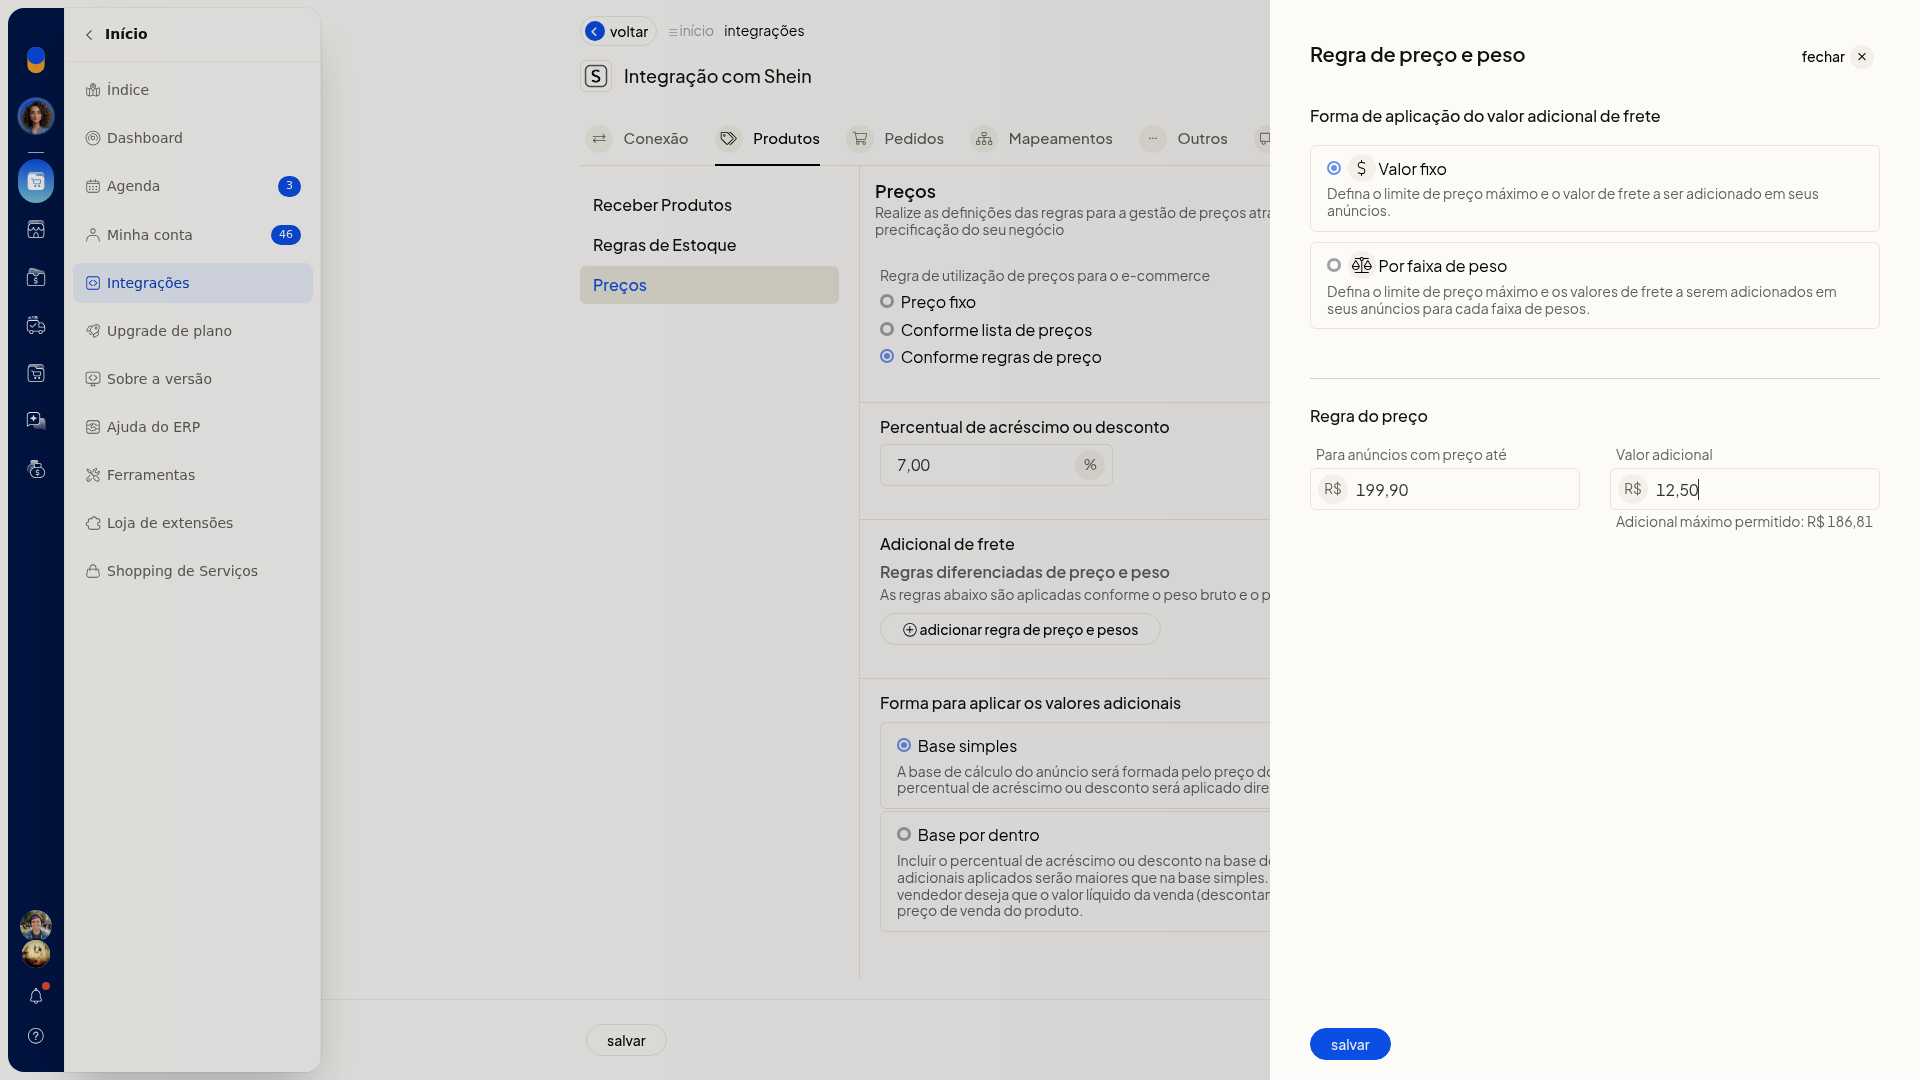 Início
Índice
Dashboard
Agenda
3
Minha conta
46
Integrações
Upgrade de plano
Sobre a versão
Ajuda do ERP
Ferramentas
Loja de extensões
Shopping de Serviços
voltar
início
integrações
S
Integração com Shein
Conexão
Produtos
Pedidos
Mapeamentos
Outros
Receber Produtos
Regras de Estoque
Preços
Preços
Realize as definições das regras para a gestão de preços atra
precificação do seu negócio
Regra de utilização de preços para o e-commerce
Preço fixo
Conforme lista de preços
Conforme regras de preço
Percentual de acréscimo ou desconto
7,00
%
Adicional de frete
Regras diferenciadas de preço e peso
As regras abaixo são aplicadas conforme o peso bruto e o p
adicionar regra de preço e pesos
Forma para aplicar os valores adicionais
Base simples
A base de cálculo do anúncio será formada pelo preço do
percentual de acréscimo ou desconto será aplicado dire
Base por dentro
Incluir o percentual de acréscimo ou desconto na base de
adicionais aplicados serão maiores que na base simples.
vendedor deseja que o valor líquido da venda (descontan
preço de venda do produto.
salvar
Regra de preço e peso
fechar
Forma de aplicação do valor adicional de frete
$ Valor fixo
Defina o limite de preço máximo e o valor de frete a ser adicionado em seus
anúncios.
Por faixa de peso
Defina o limite de preço máximo e os valores de frete a serem adicionados em
seus anúncios para cada faixa de pesos.
Regra do preço
Para anúncios com preço até
R$ 199,90
Valor adicional
R$ 12,50
Adicional máximo permitido: R$ 186,81
salvar